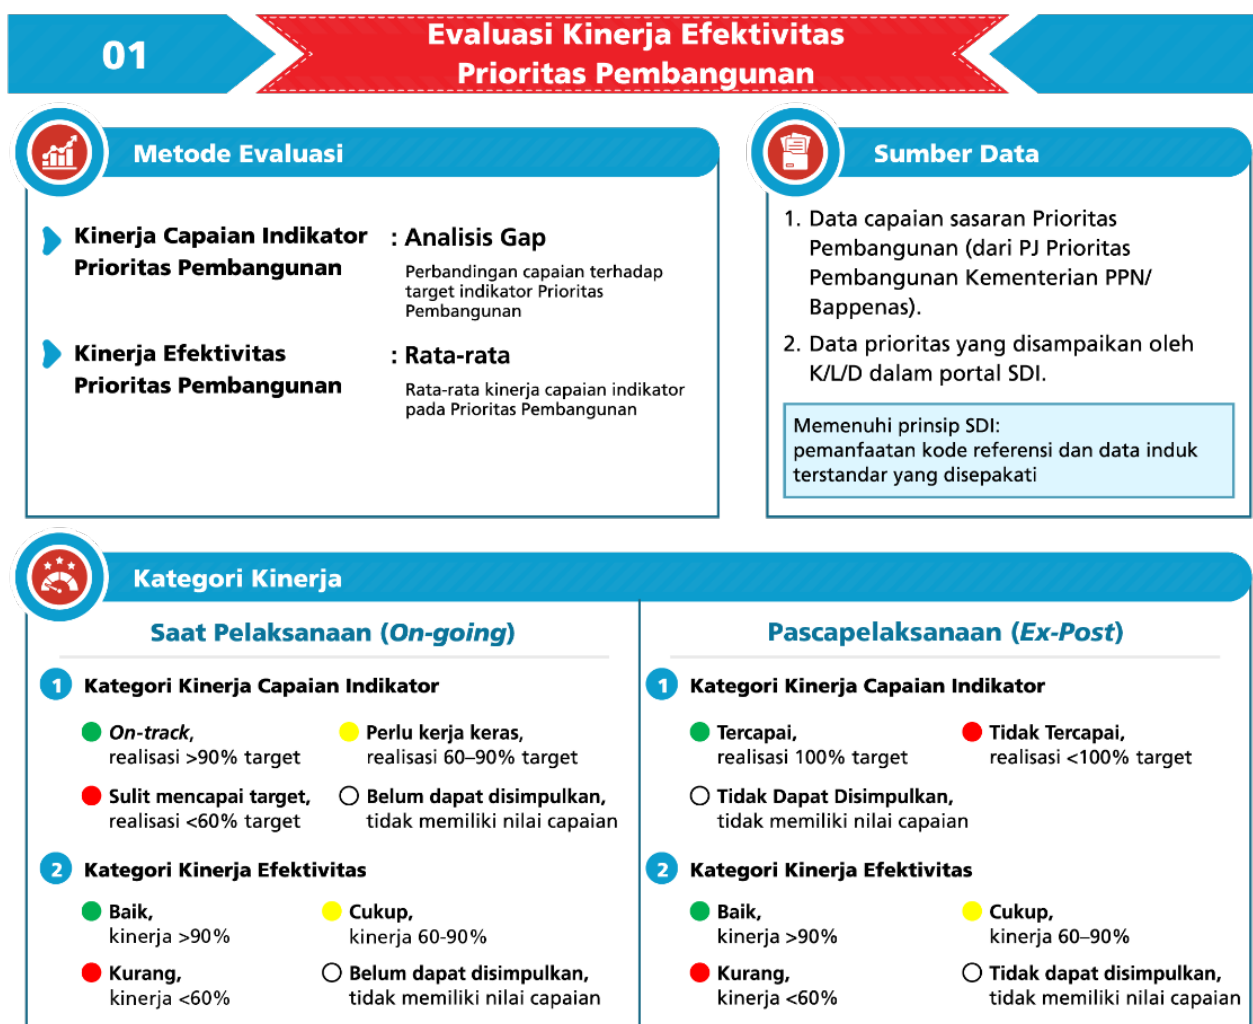 01
Evaluasi Kinerja Efektivitas
Prioritas Pembangunan
Metode Evaluasi
Kinerja Capaian Indikator
Prioritas Pembangunan
: Analisis Gap
Perbandingan capaian terhadap
target indikator Prioritas
Pembangunan
Kinerja Efektivitas
Prioritas Pembangunan
: Rata-rata
Rata-rata kinerja capaian indikator
pada Prioritas Pembangunan
Sumber Data
1. Data capaian sasaran Prioritas
Pembangunan (dari PJ Prioritas
Pembangunan Kementerian PPN/
Bappenas).
2. Data prioritas yang disampaikan oleh
K/L/D dalam portal SDI.
Memenuhi prinsip SDI:
pemanfaatan kode referensi dan data induk
terstandar yang disepakati
Kategori Kinerja
Saat Pelaksanaan (On-going)
1 Kategori Kinerja Capaian Indikator
On-track,
realisasi >90% target
Perlu kerja keras,
realisasi 60–90% target
Sulit mencapai target,
realisasi <60% target
Belum dapat disimpulkan,
tidak memiliki nilai capaian
2 Kategori Kinerja Efektivitas
Baik,
kinerja >90%
Cukup,
kinerja 60-90%
Kurang,
kinerja <60%
Belum dapat disimpulkan,
tidak memiliki nilai capaian
Pascapelaksanaan (Ex-Post)
1 Kategori Kinerja Capaian Indikator
Tercapai,
realisasi 100% target
Tidak Tercapai,
realisasi <100% target
Tidak Dapat Disimpulkan,
tidak memiliki nilai capaian
2 Kategori Kinerja Efektivitas
Baik,
kinerja >90%
Cukup,
kinerja 60–90%
Kurang,
kinerja <60%
Tidak dapat disimpulkan,
tidak memiliki nilai capaian